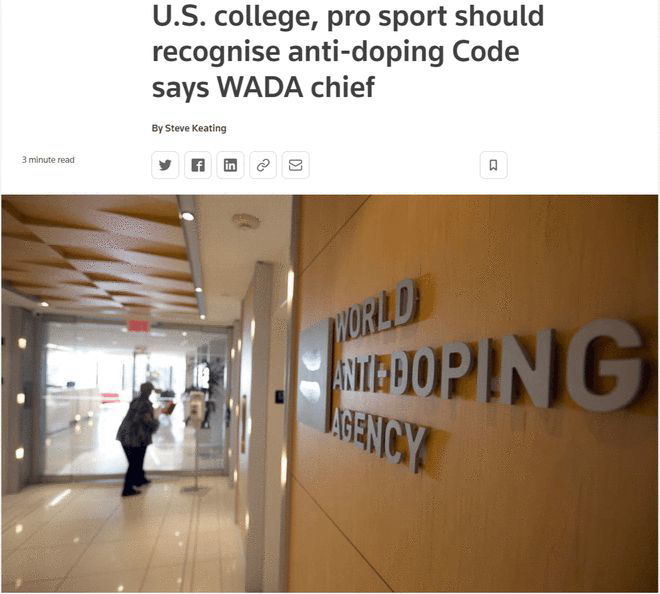 U.S. college, pro sport should
recognise anti-doping Code
says WADA chief
By Steve Keating
3 minute read
WORLD
ANTI-DOPING
AGENCY